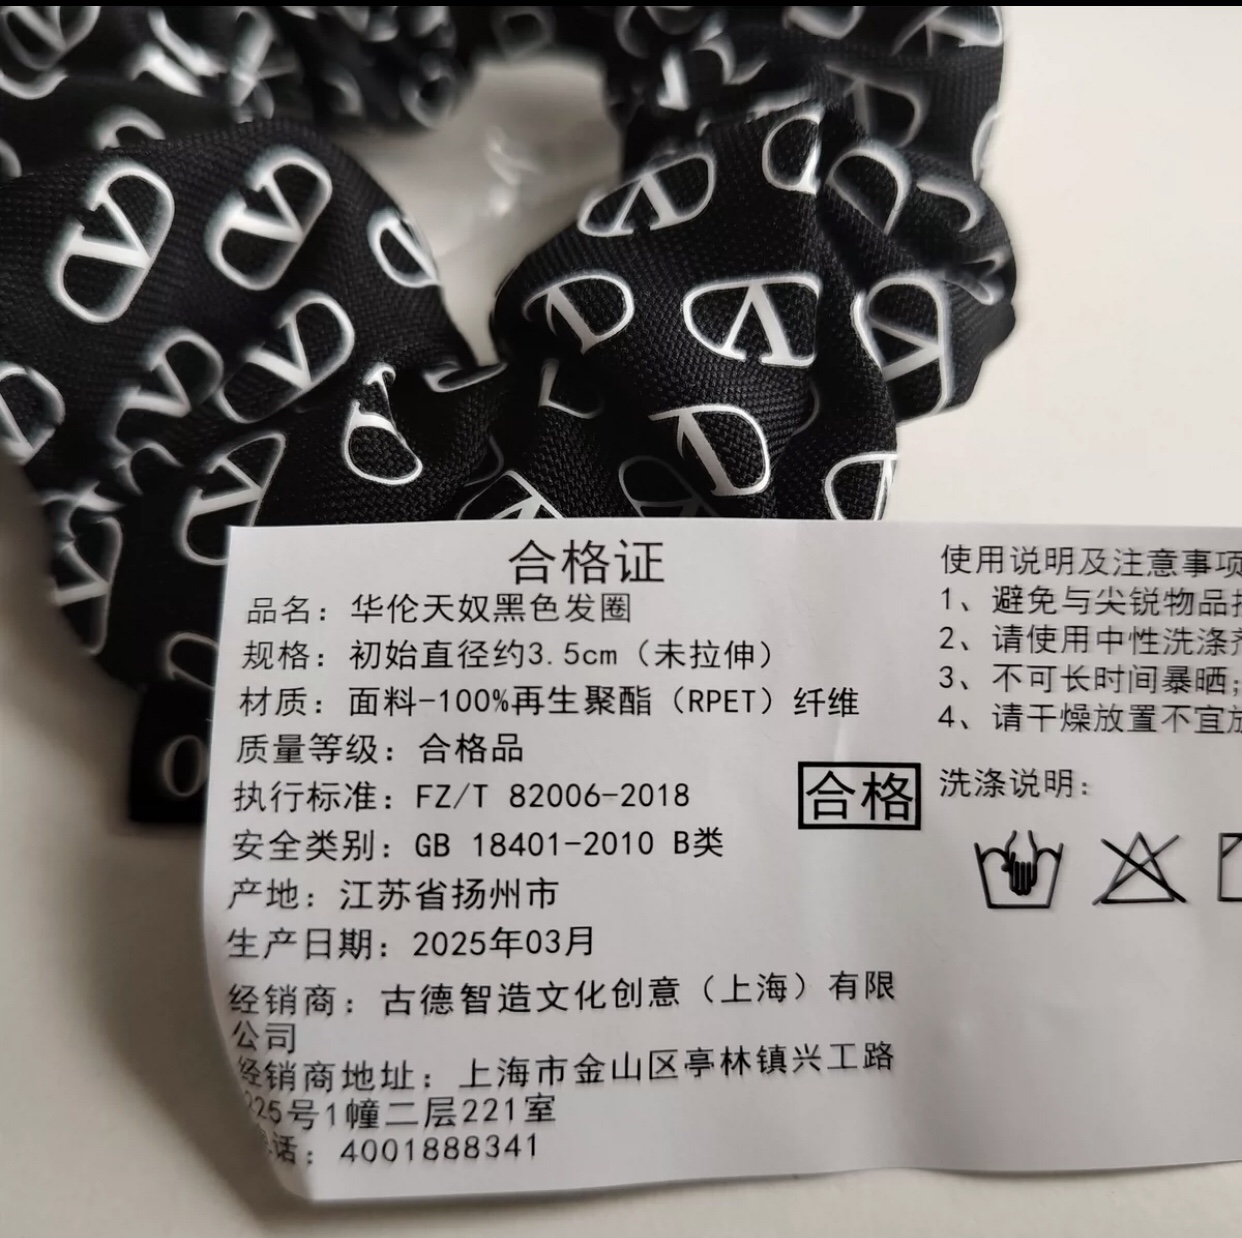 合格证
品名：华伦天奴黑色发圈
规格：初始直径约3.5cm（未拉伸）
材质：面料-100%再生聚酯（RPET）纤维
质量等级：合格品
执行标准：FZ/T 82006-2018
安全类别：GB 18401-2010 B类
产地：江苏省扬州市
生产日期：2025年03月
经销商：古德智造文化创意（上海）有限
公司
经销商地址：上海市金山区亭林镇兴工路
225号1幢二层221室
话：4001888341
合格
使用说明及注意事项
1、避免与尖锐物品
2、请使用中性洗涤
3、不可长时间暴晒；
4、请干燥放置不宜
洗涤说明：